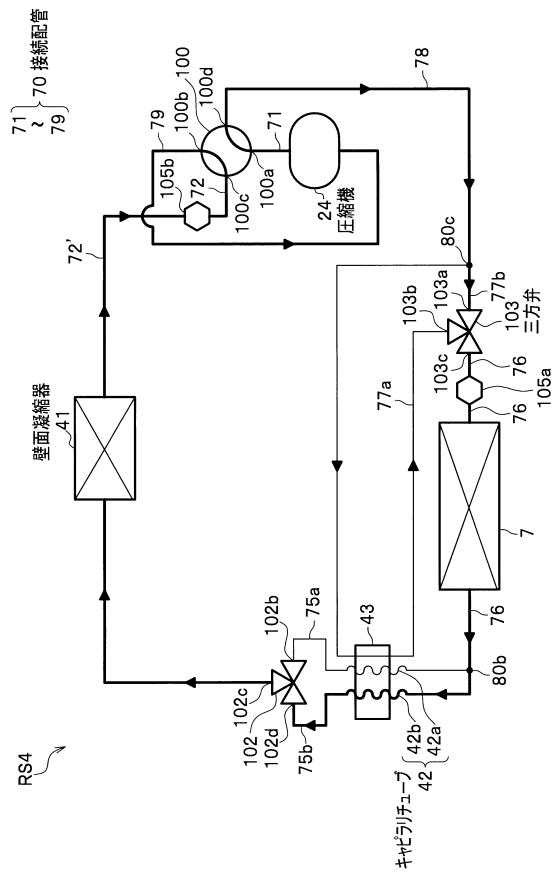 RS4
71
～
79
70 接続配管
72'
壁面凝縮器
41
105b
79
100b
100
100d
72
100c
100a
71
24
圧縮機
78
80c
103b
103a
77b
103
三方弁
103c
76
76
105a
77a
7
76
80b
43
75a
102b
102c
102
102d
75b
42b
42a
42
キャピラリチューブ